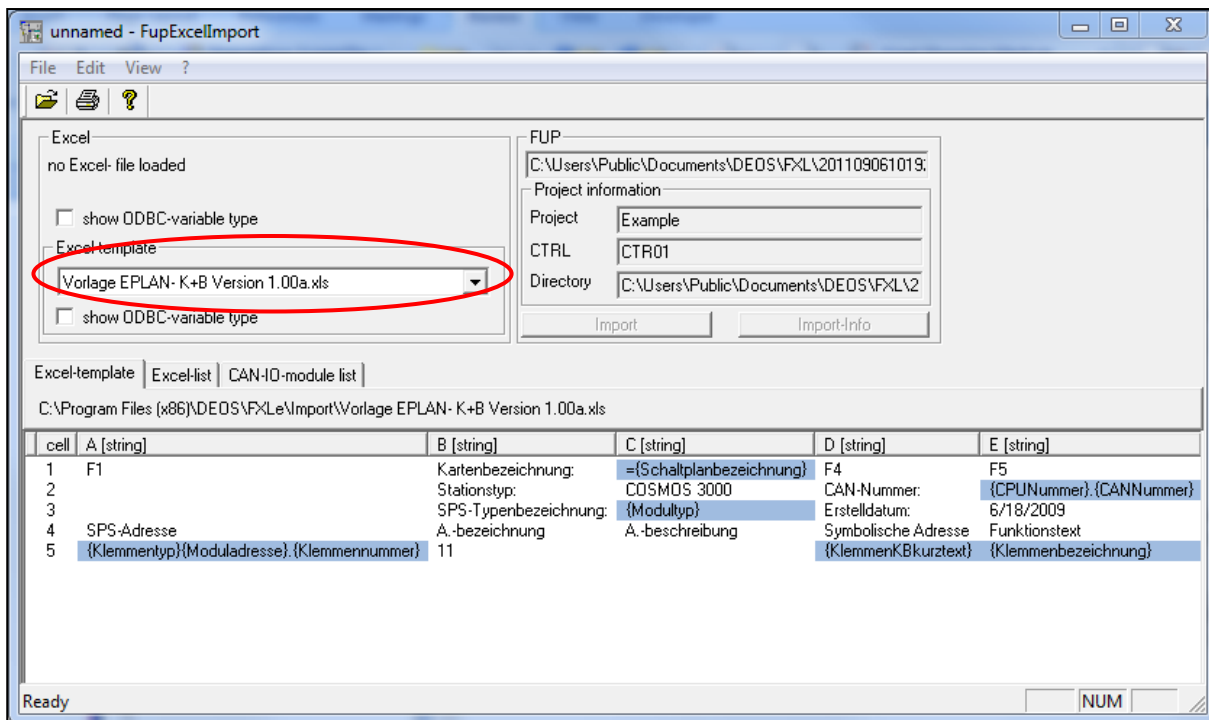 unnamed - FupExcelImport
File Edit View ?
Excel
no Excel- file loaded
show ODBC-variable type
Excel template
Vorlage EPLAN- K+B Version 1.00a.xls
show ODBC-variable type
FUP
C:\Users\Public\Documents\DEOS\FXL\201109061019
Project information
Project Example
CTRL CTR01
Directory C:\Users\Public\Documents\DEOS\FXL\2
Import Import-Info
Excel-template Excel-list CAN-IO-module list
C:\Program Files (x86)\DEOS\FXLe\Import\Vorlage EPLAN- K+B Version 1.00a.xls
cell A [string] B [string] C [string] D [string] E [string]
1 F1 Kartenbezeichnung: ={Schaltplanbezeichnung} F4 F5
2 Stationstyp: COSMOS 3000 CAN-Nummer: {CPUNummer}.{CANNummer}
3 SPS-Typenbezeichnung: {Modultyp} Erstelldatum: 6/18/2009
4 SPS-Adresse A.-bezeichnung A.-beschreibung Symbolische Adresse Funktionstext
5 {Klemmentyp}{Moduladresse}.{Klemmennummer} 11 {KlemmenKBkurztext} {Klemmenbezeichnung}
Ready NUM